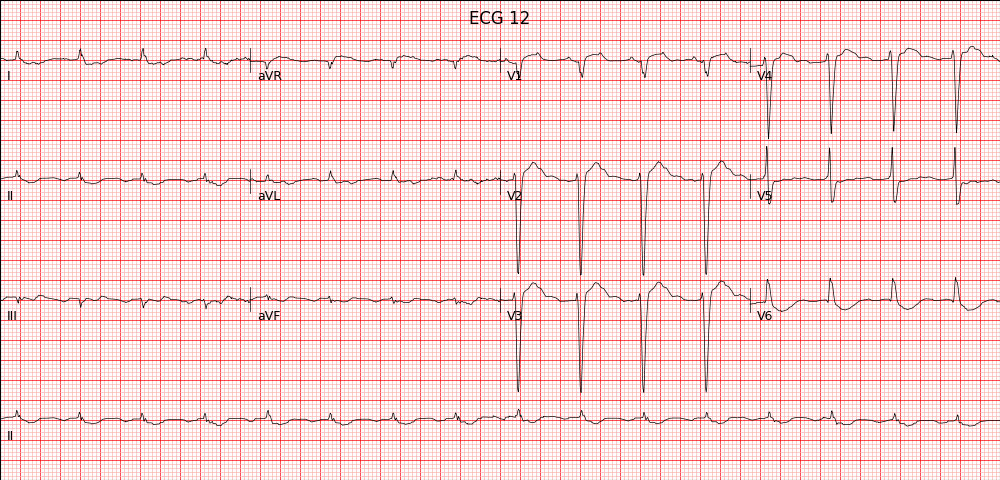 ECG 12
I aVR V1 V4
II aVL V2 V5
III aVF V3 V6
II